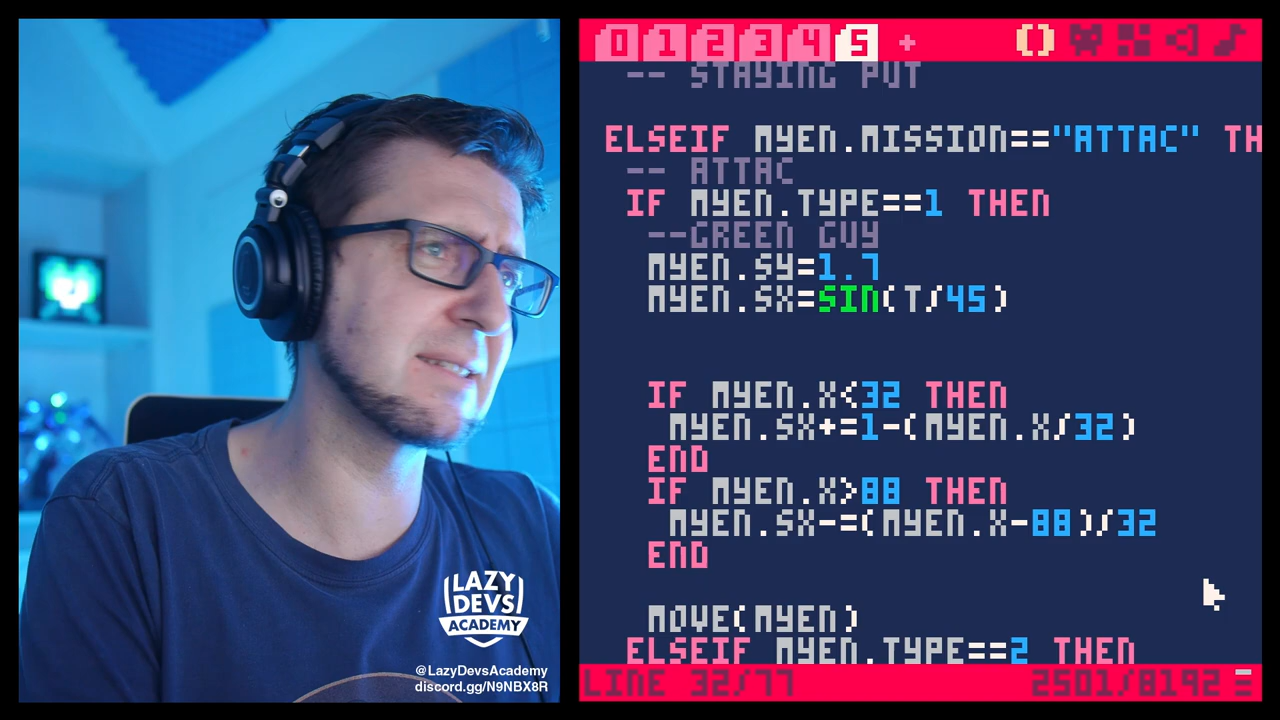 LAZY
DEVS
ACADEMY
@LazyDevsAcademy
discord.gg/N9NBX8R
0 1 2 3 4 5 +
-- STAYING PUT
ELSEIF MYEN.MISSION=="ATTAC" TH
-- ATTAC
IF MYEN.TYPE==1 THEN
--GREEN GUY
MYEN.SY=1.7
MYEN.SX=SIN(T/45)
IF MYEN.X<32 THEN
MYEN.SX+=1-(MYEN.X/32)
END
IF MYEN.X>88 THEN
MYEN.SX-=(MYEN.X-88)/32
END
MOVE(MYEN)
ELSEIF MYEN.TYPE==2 THEN
LINE 32/77
2501/8192